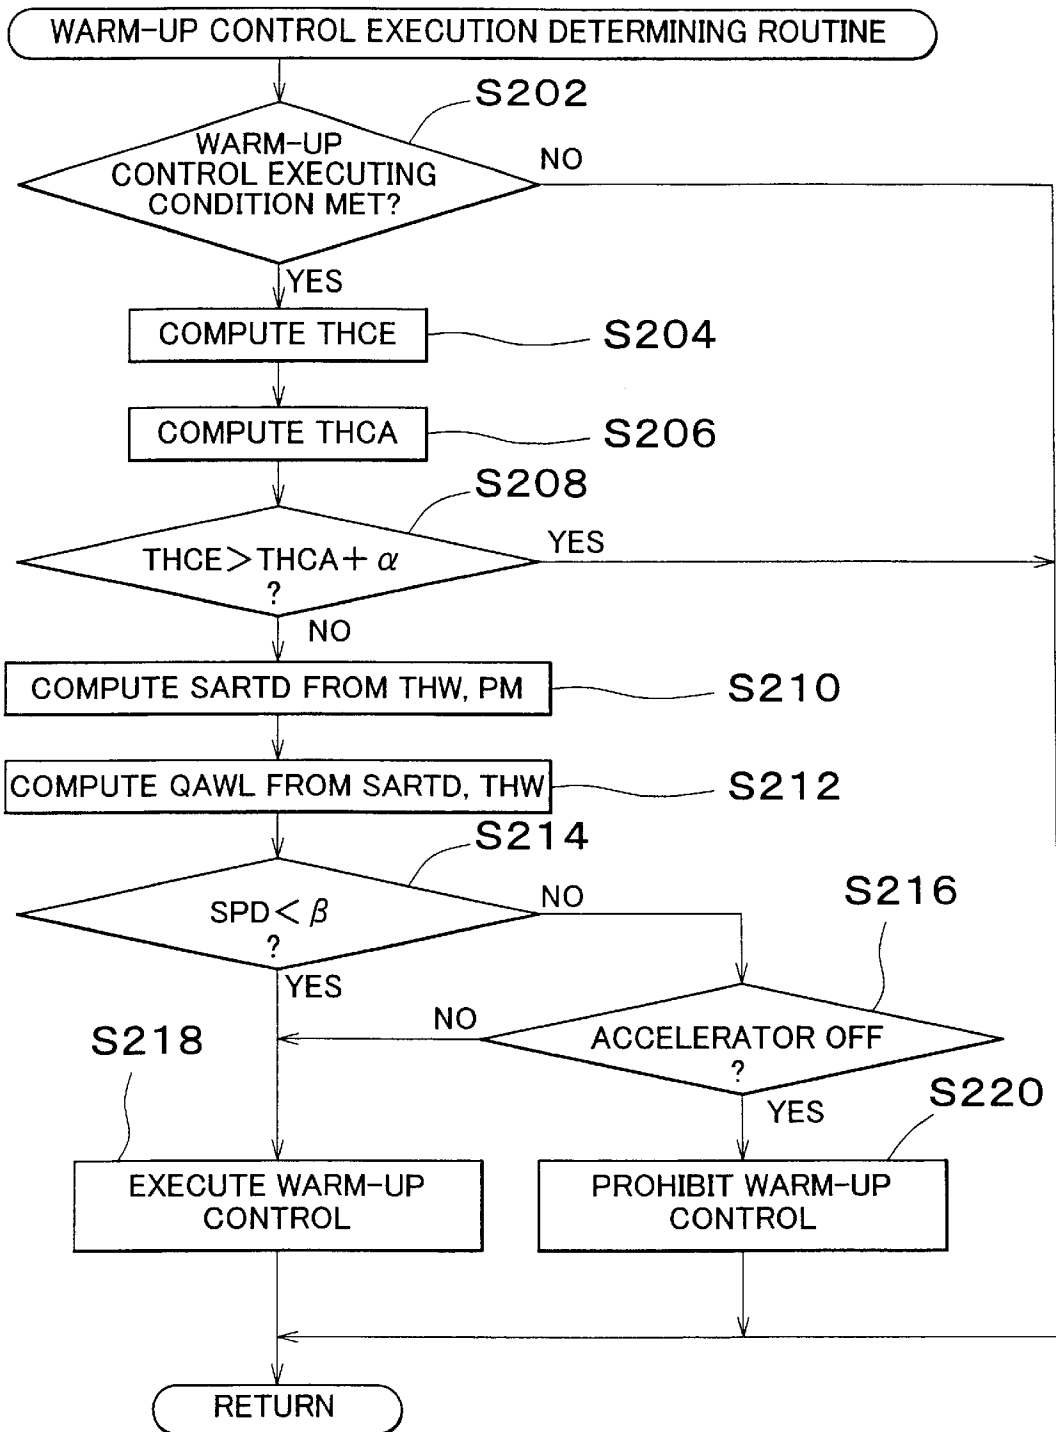 WARM-UP CONTROL EXECUTION DETERMINING ROUTINE
S202
WARM-UP
CONTROL EXECUTING
CONDITION MET?
NO
YES
COMPUTE THCE
S204
COMPUTE THCA
S206
S208
THCE>THCA+α
?
YES
NO
COMPUTE SARTD FROM THW, PM
S210
COMPUTE QAWL FROM SARTD, THW
S212
S214
SPD<β
?
NO
YES
S216
ACCELERATOR OFF
?
NO
YES
S218
S220
EXECUTE WARM-UP
CONTROL
PROHIBIT WARM-UP
CONTROL
RETURN